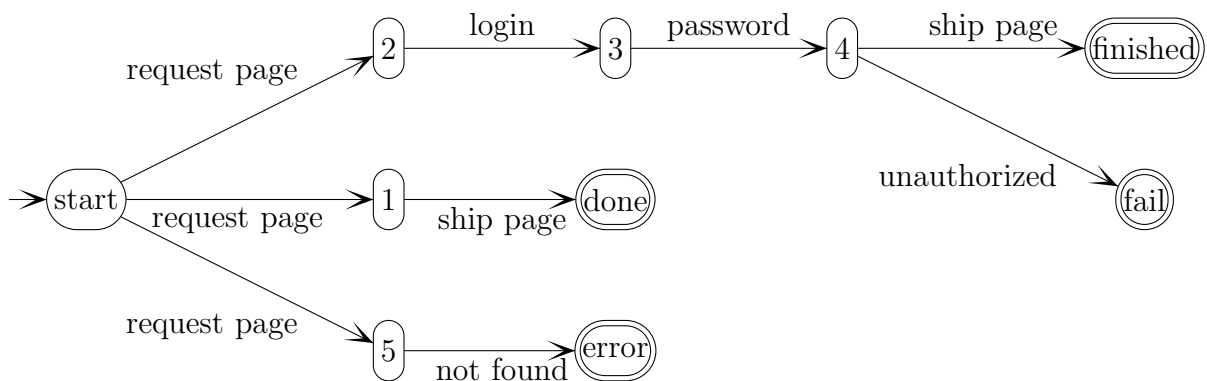 login
password
ship page
2
3
4
finished
request page
unauthorized
start
1
done
fail
request page
ship page
request page
5
error
not found